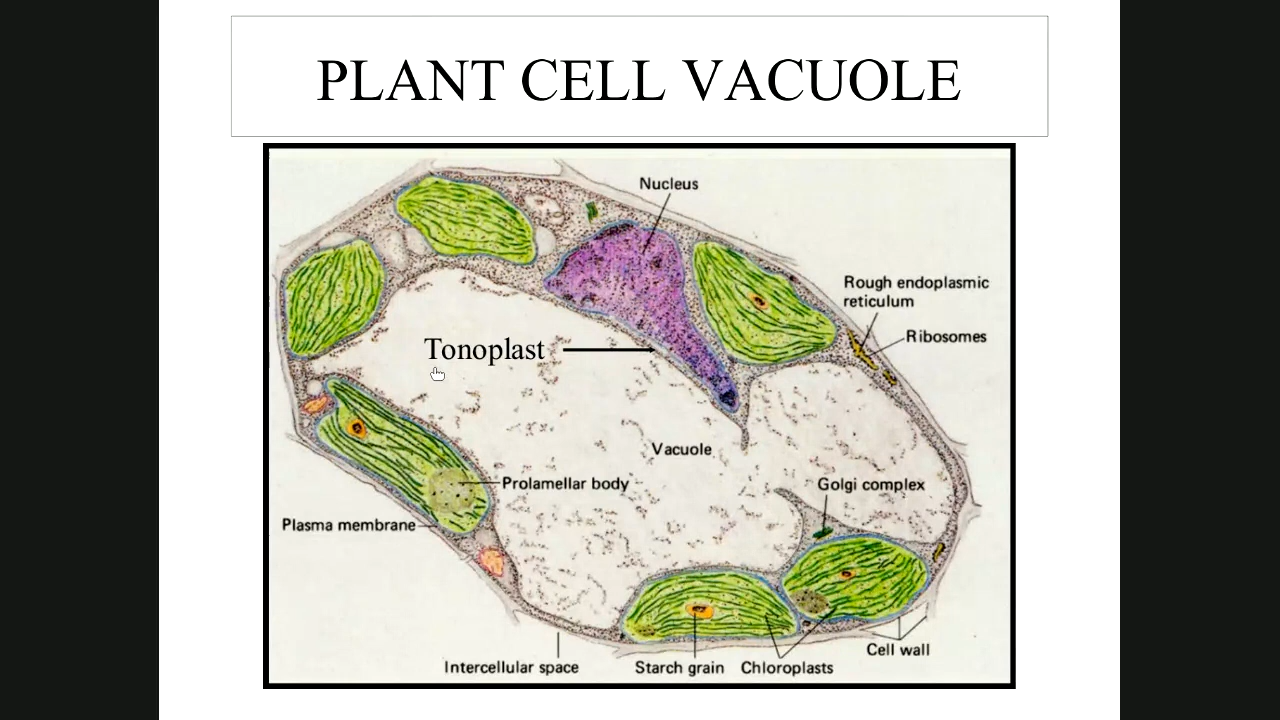 PLANT CELL VACUOLE
Nucleus
Rough endoplasmic
reticulum
Ribosomes
Tonoplast
Vacuole
Prolamellar body
Golgi complex
Plasma membrane
Cell wall
Intercellular space
Starch grain
Chloroplasts